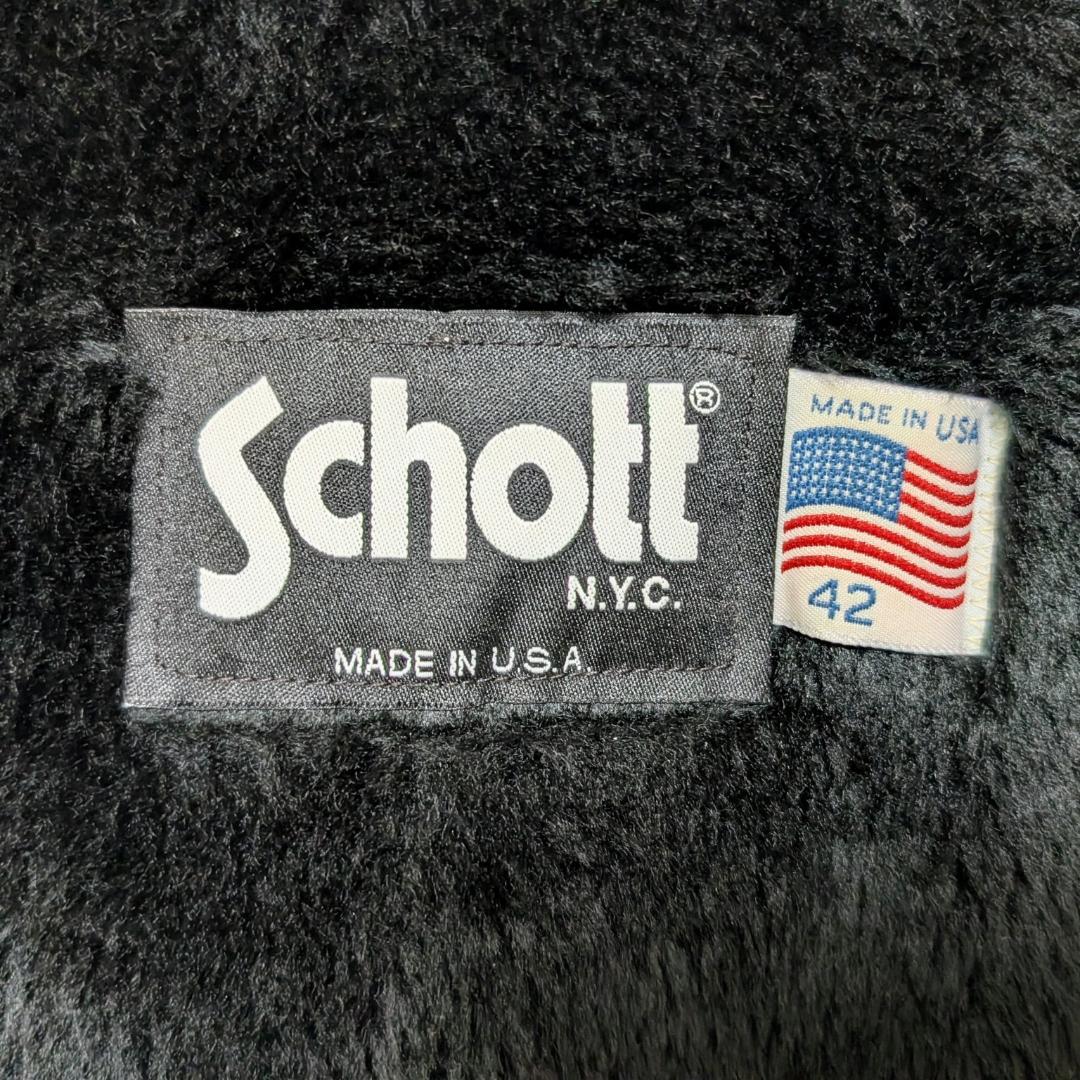 Schott®
N.Y.C.
MADE IN U.S.A.
MADE IN USA
42